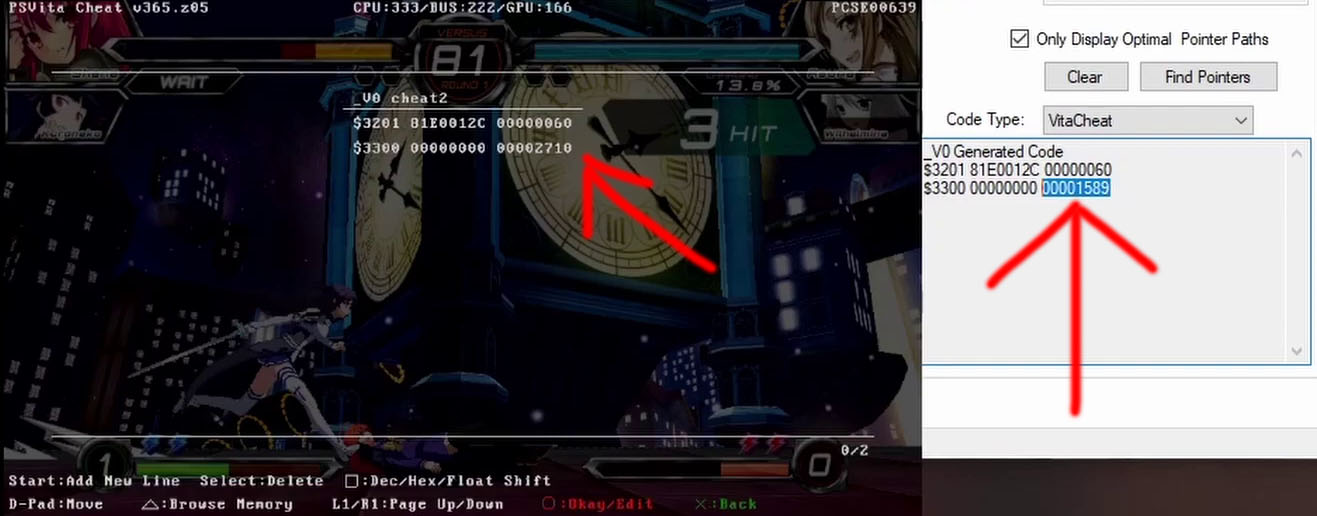 PSVita Cheat v365.z05 CPU:333/BUS:222/GPU:166 PCSE00639
VERSUS
81
ROUND 1
WAIT
13.8%
Kuroneko
Wilhelmina
3 HIT
_V0 cheat2
$3201 81E0012C 00000060
$3300 00000000 00002710
0/2
1
0
Start:Add New Line Select:Delete □:Dec/Hex/Float Shift
D-Pad:Move △:Browse Memory L1/R1:Page Up/Down ○:Okay/Edit ×:Back
Only Display Optimal Pointer Paths
Clear Find Pointers
Code Type: VitaCheat
_V0 Generated Code
$3201 81E0012C 00000060
$3300 00000000 00001589